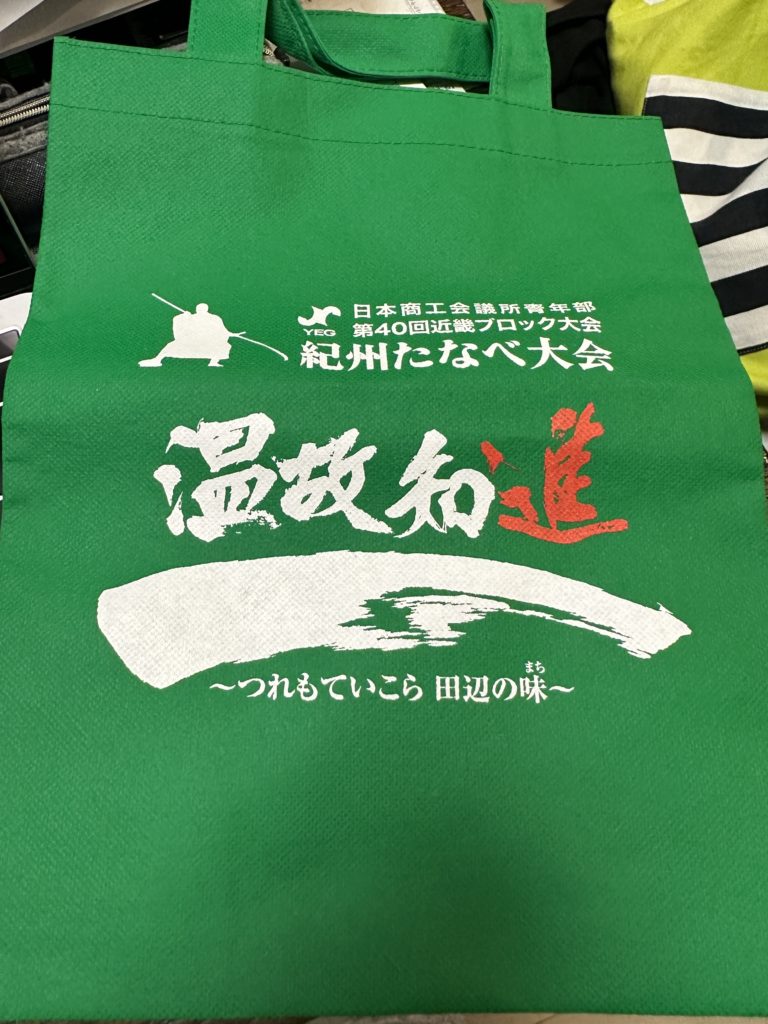 日本商工会議所青年部
YEG 第40回近畿ブロック大会
紀州たなべ大会
温故知進
まち
～つれもていこら 田辺の味～